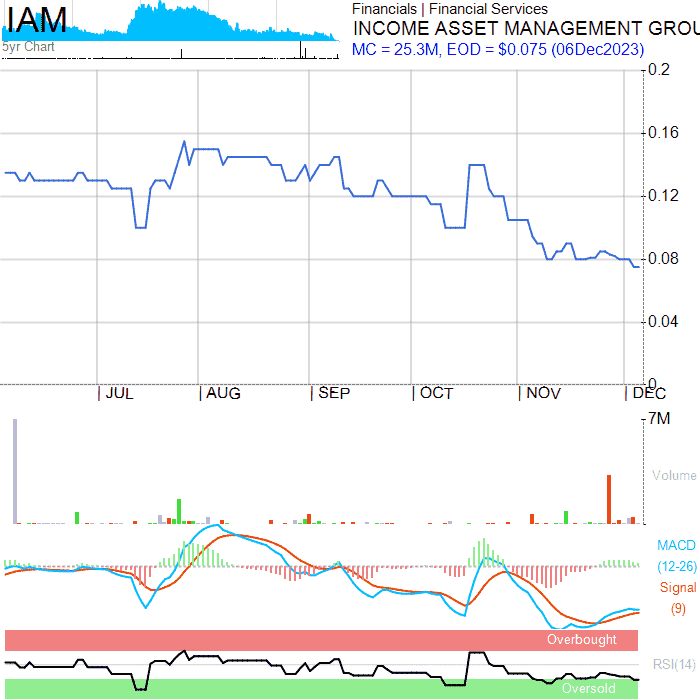 IAM
5yr Chart
Financials | Financial Services
INCOME ASSET MANAGEMENT GROU
MC = 25.3M, EOD = $0.075 (06Dec2023)
0.2
0.16
0.12
0.08
0.04
0
JUL AUG SEP OCT NOV DEC
7M
Volume
MACD
(12-26)
Signal
(9)
Overbought
RSI(14)
Oversold